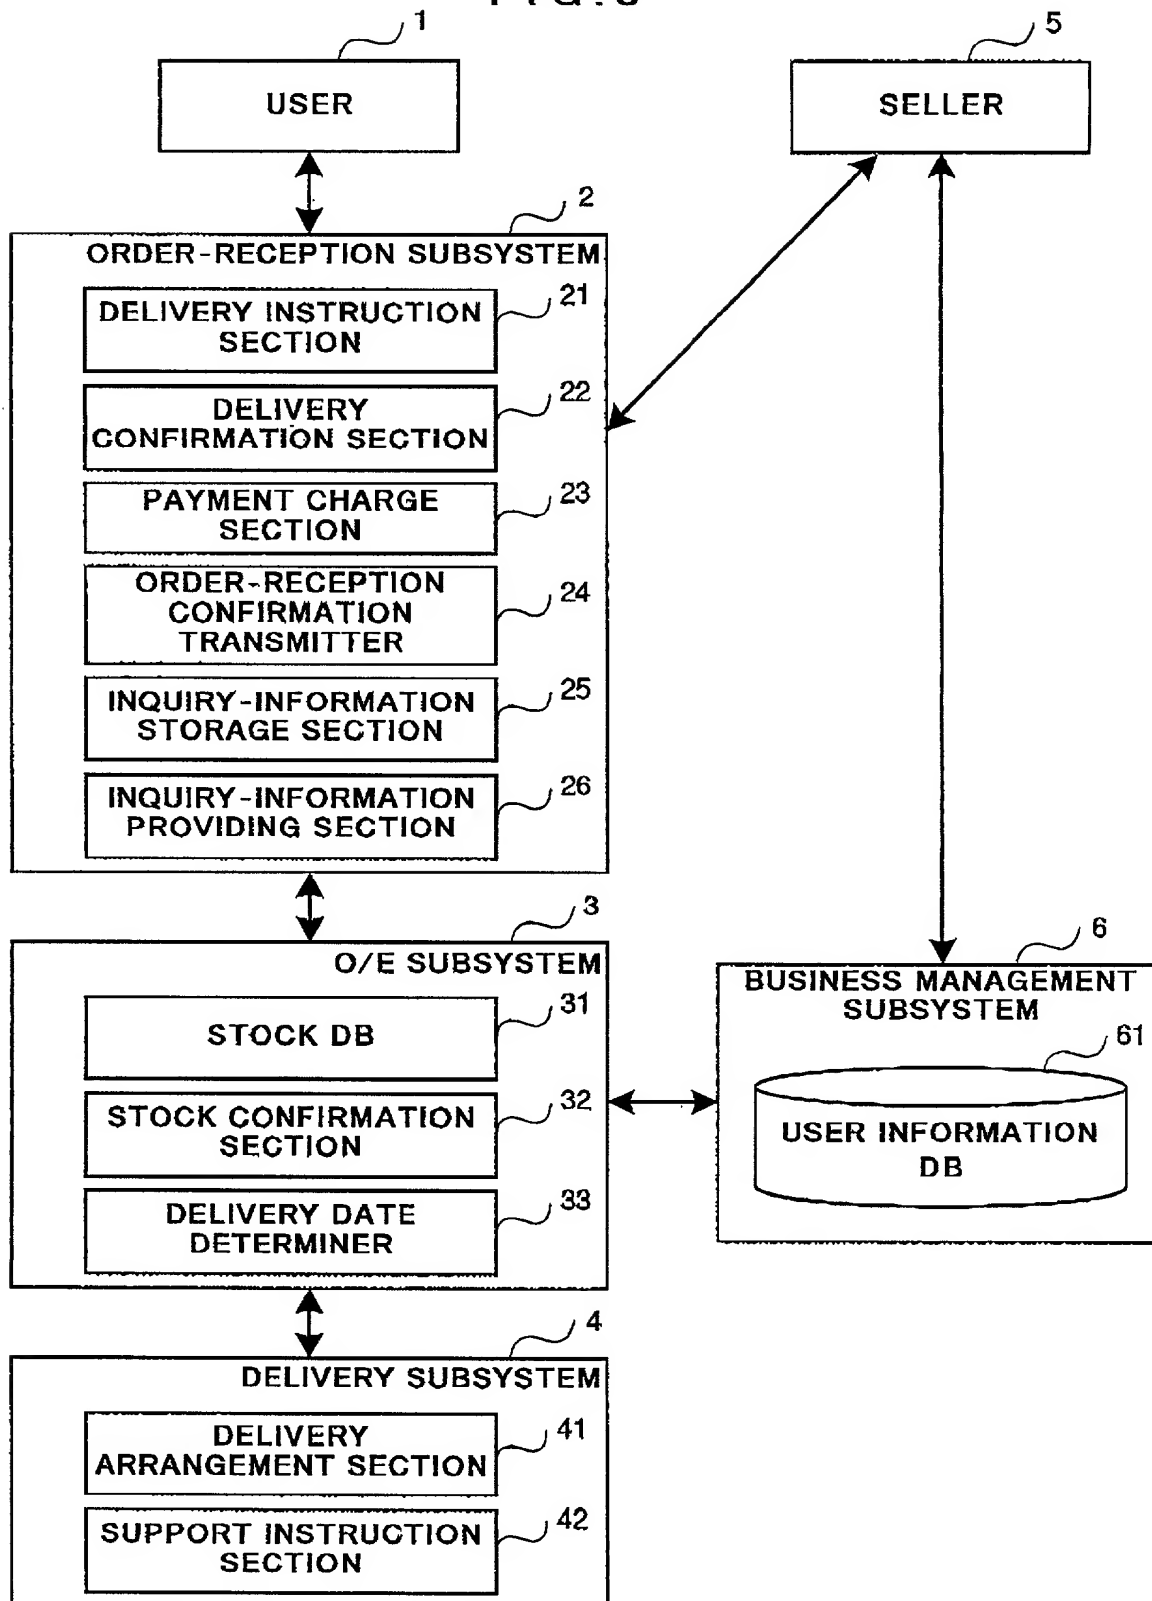 1
5
USER
SELLER
2
ORDER-RECEPTION SUBSYSTEM
21
DELIVERY INSTRUCTION
SECTION
22
DELIVERY
CONFIRMATION SECTION
23
PAYMENT CHARGE
SECTION
24
ORDER-RECEPTION
CONFIRMATION
TRANSMITTER
25
INQUIRY-INFORMATION
STORAGE SECTION
26
INQUIRY-INFORMATION
PROVIDING SECTION
3
O/E SUBSYSTEM
31
STOCK DB
32
STOCK CONFIRMATION
SECTION
33
DELIVERY DATE
DETERMINER
6
BUSINESS MANAGEMENT
SUBSYSTEM
61
USER INFORMATION
DB
4
DELIVERY SUBSYSTEM
41
DELIVERY
ARRANGEMENT SECTION
42
SUPPORT INSTRUCTION
SECTION